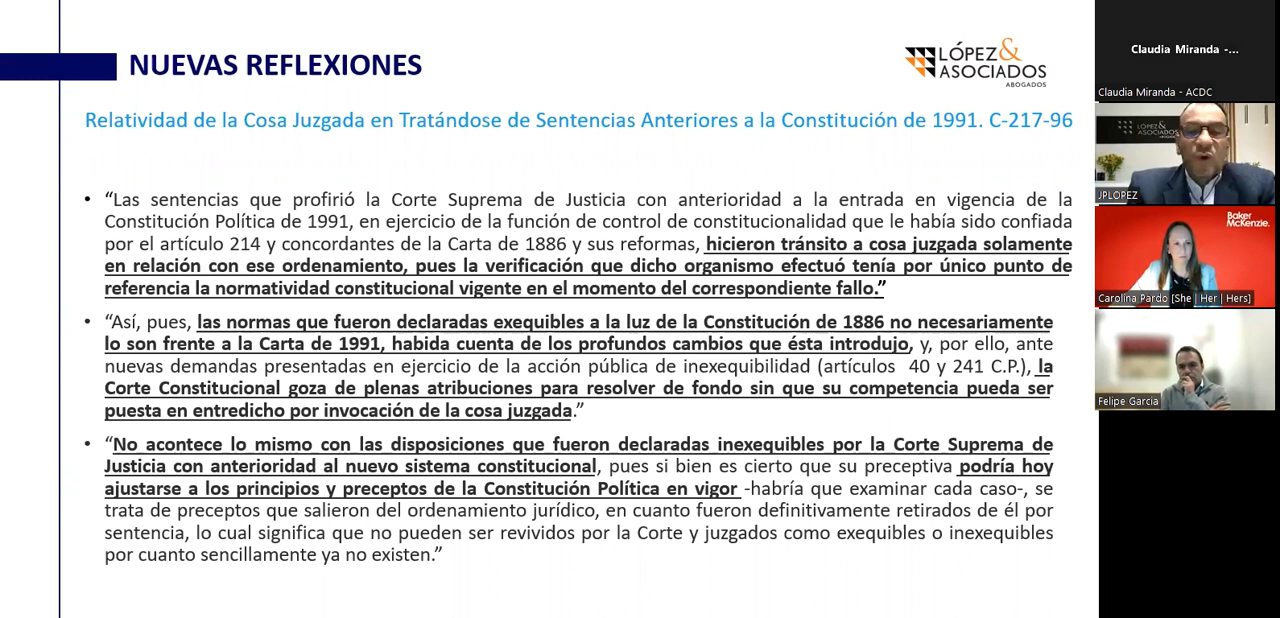 NUEVAS REFLEXIONES
LÓPEZ&
ASOCIADOS
ABOGADOS
Relatividad de la Cosa Juzgada en Tratándose de Sentencias Anteriores a la Constitución de 1991. C-217-96
• “Las sentencias que profirió la Corte Suprema de Justicia con anterioridad a la entrada en vigencia de la
Constitución Política de 1991, en ejercicio de la función de control de constitucionalidad que le había sido confiada
por el artículo 214 y concordantes de la Carta de 1886 y sus reformas, hicieron tránsito a cosa juzgada solamente
en relación con ese ordenamiento, pues la verificación que dicho organismo efectuó tenía por único punto de
referencia la normatividad constitucional vigente en el momento del correspondiente fallo.”
• “Así, pues, las normas que fueron declaradas exequibles a la luz de la Constitución de 1886 no necesariamente
lo son frente a la Carta de 1991, habida cuenta de los profundos cambios que ésta introdujo, y, por ello, ante
nuevas demandas presentadas en ejercicio de la acción pública de inexequibilidad (artículos 40 y 241 C.P.), la
Corte Constitucional goza de plenas atribuciones para resolver de fondo sin que su competencia pueda ser
puesta en entredicho por invocación de la cosa juzgada.”
• “No acontece lo mismo con las disposiciones que fueron declaradas inexequibles por la Corte Suprema de
Justicia con anterioridad al nuevo sistema constitucional, pues si bien es cierto que su preceptiva podría hoy
ajustarse a los principios y preceptos de la Constitución Política en vigor -habría que examinar cada caso-, se
trata de preceptos que salieron del ordenamiento jurídico, en cuanto fueron definitivamente retirados de él por
sentencia, lo cual significa que no pueden ser revividos por la Corte y juzgados como exequibles o inexequibles
por cuanto sencillamente ya no existen.”
Claudia Miranda -...
Claudia Miranda - ACDC
LÓPEZ&
ASOCIADOS
JPLOPEZ
Baker
McKenzie.
Carolina Pardo [She | Her | Hers]
Felipe Garcia